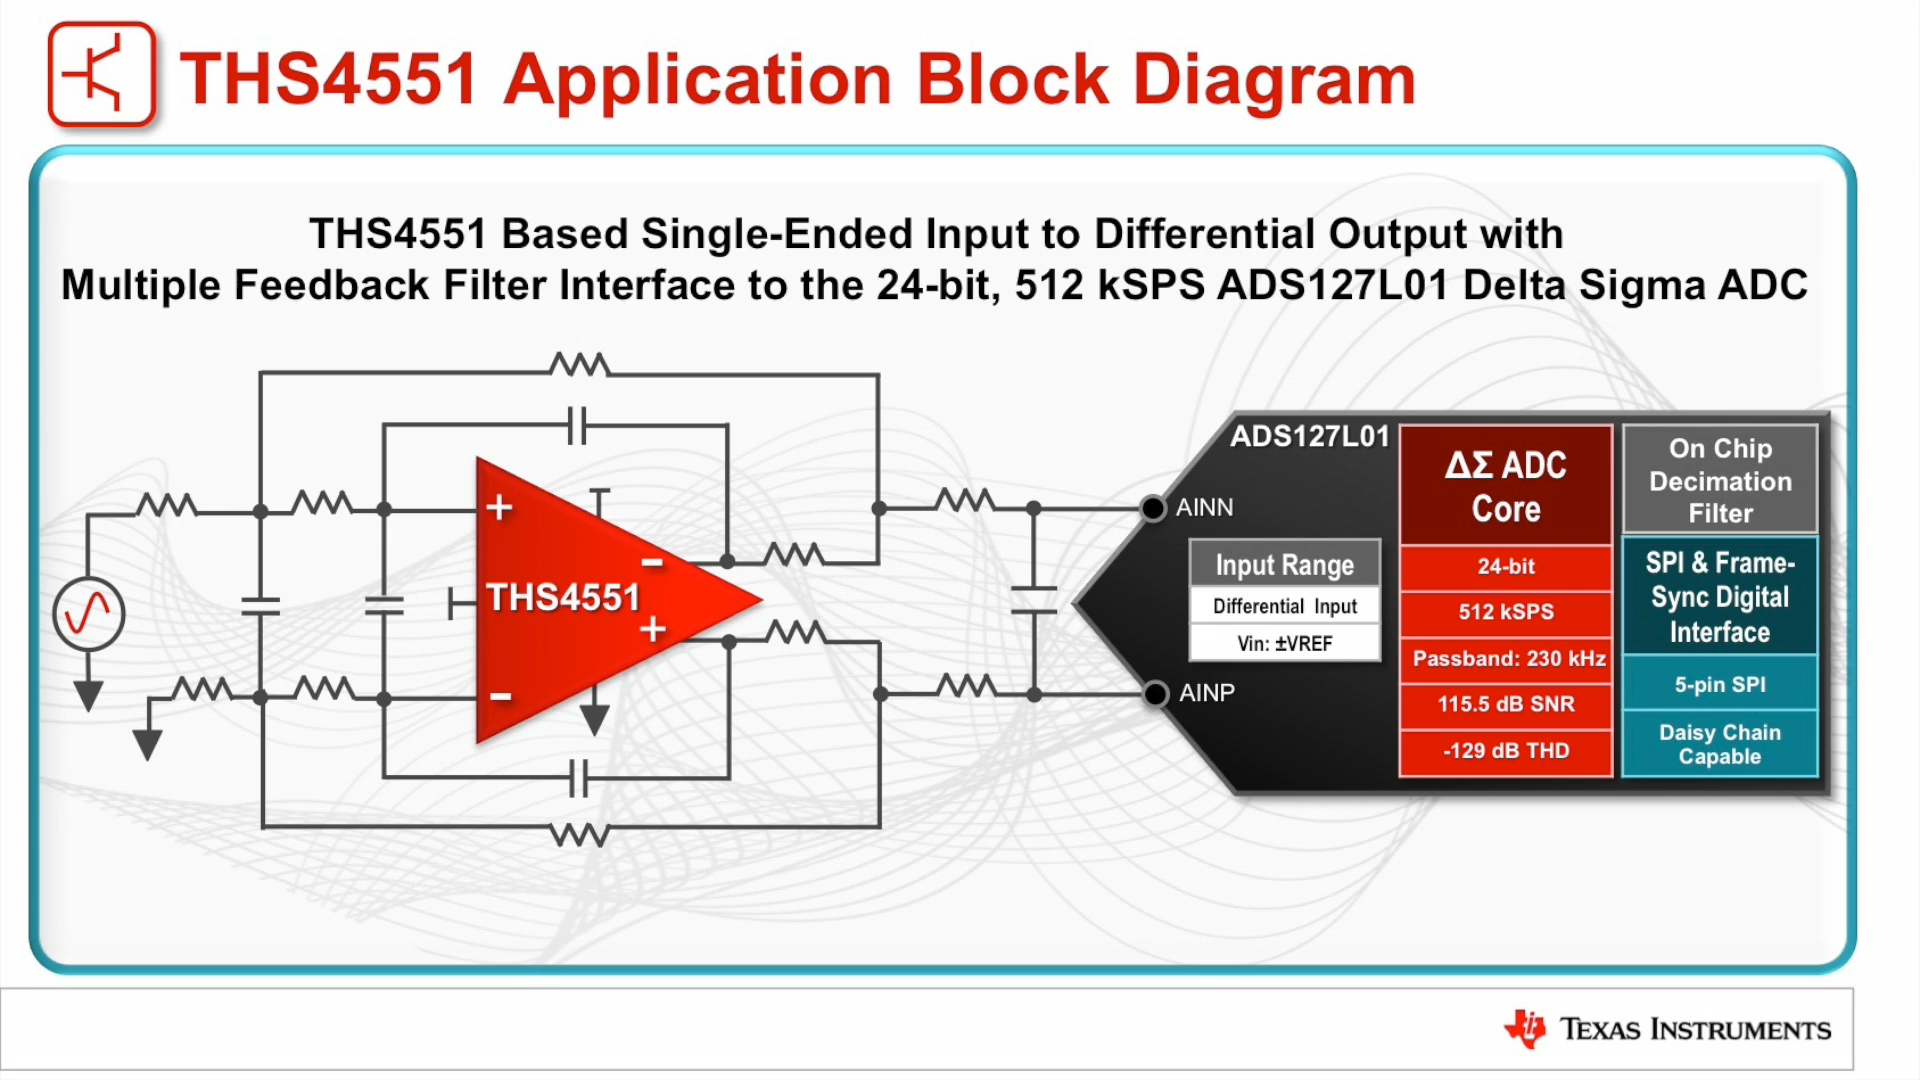 THS4551 Application Block Diagram
THS4551 Based Single-Ended Input to Differential Output with
Multiple Feedback Filter Interface to the 24-bit, 512 kSPS ADS127L01 Delta Sigma ADC
+
−
THS4551
−
+
ADS127L01
AINN
AINP
Input Range
Differential Input
Vin: ±VREF
ΔΣ ADC
Core
24-bit
512 kSPS
Passband: 230 kHz
115.5 dB SNR
-129 dB THD
On Chip
Decimation
Filter
SPI & Frame-
Sync Digital
Interface
5-pin SPI
Daisy Chain
Capable
TEXAS INSTRUMENTS